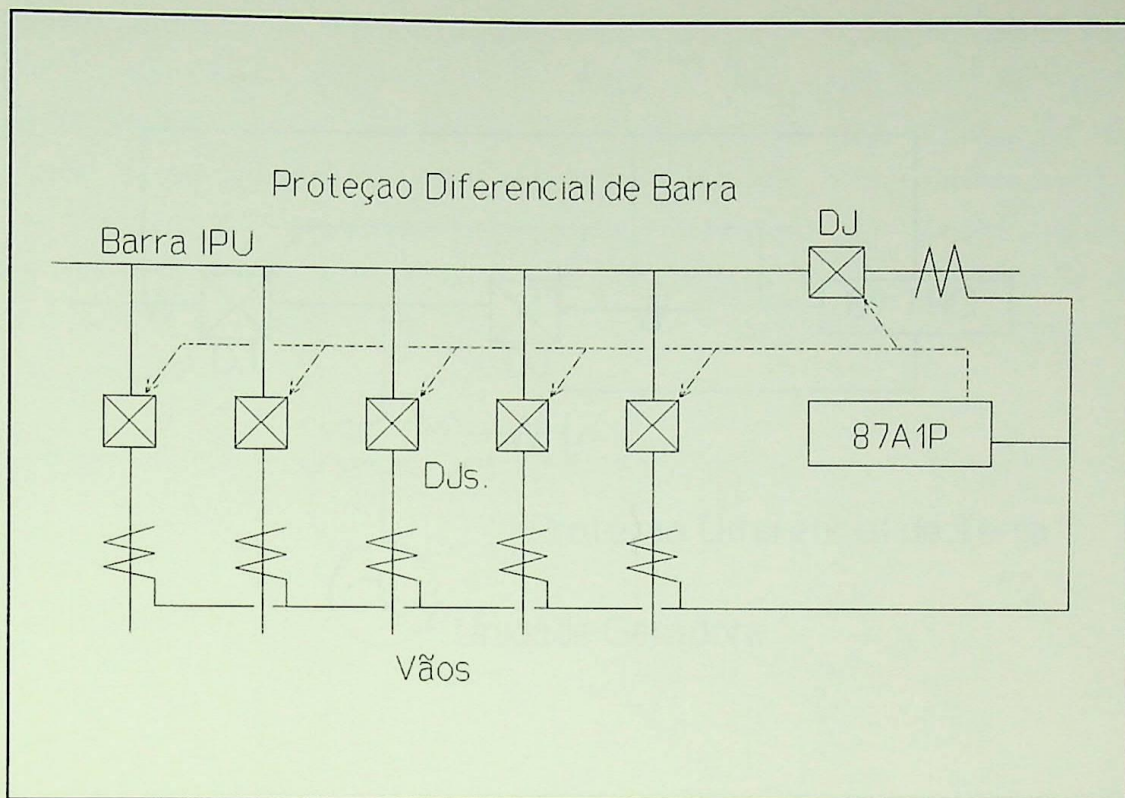 Proteçao Diferencial de Barra
Barra IPU
DJ
87A1P
DJs.
Vãos